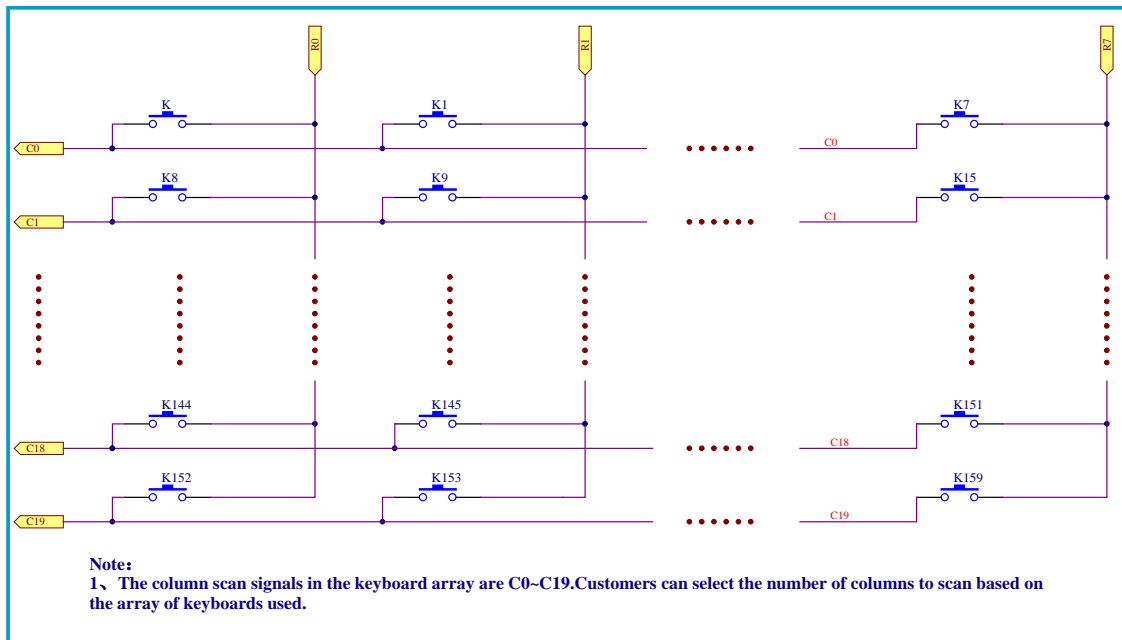 R0
R1
R7
K
K1
K7
C0
C0
K8
K9
K15
C1
C1
K144
K145
K151
C18
C18
K152
K153
K159
C19
C19
Note：
1、The column scan signals in the keyboard array are C0~C19.Customers can select the number of columns to scan based on
the array of keyboards used.